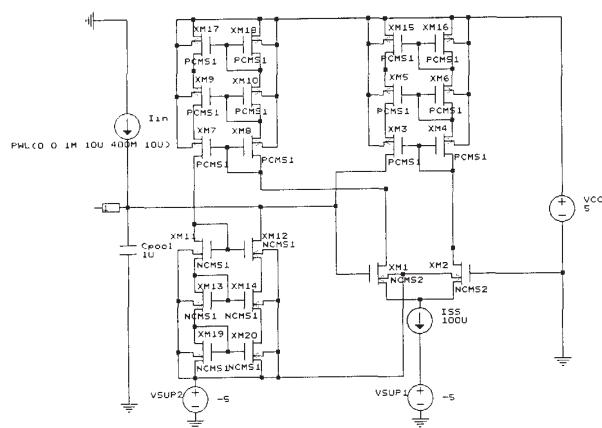 XM17 XM18 XM15 XM16
PCMS1 PCMS1 PCMS1 PCMS1
XM9 XM10 XM5 XM6
PCMS1 PCMS1 PCMS1 PCMS1
Iin
XM7 XM8 XM3 XM4
PWL(0 0 1M 10U 400M 10U)
PCMS1 PCMS1 PCMS1 PCMS1
VCC
5
XM11 XM12
NCMS1 NCMS1
Cpool
1U
XM1 XM2
NCMS2 NCMS2
XM13 XM14
NCMS1 NCMS1
ISS
100U
XM19 XM20
NCMS1 NCMS1
VSUP2 -5
VSUP1 -5